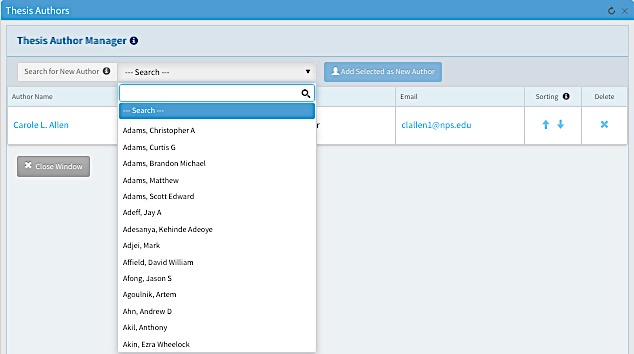 Thesis Authors
Thesis Author Manager
Search for New Author --- Search --- Add Selected as New Author
Author Name Email Sorting Delete
--- Search ---
Carole L. Allen r clallen1@nps.edu
Close Window
Adams, Christopher A
Adams, Curtis G
Adams, Brandon Michael
Adams, Matthew
Adams, Scott Edward
Adeff, Jay A
Adesanya, Kehinde Adeoye
Adjei, Mark
Affield, David William
Afong, Jason S
Agoulnik, Artem
Ahn, Andrew D
Akil, Anthony
Akin, Ezra Wheelock